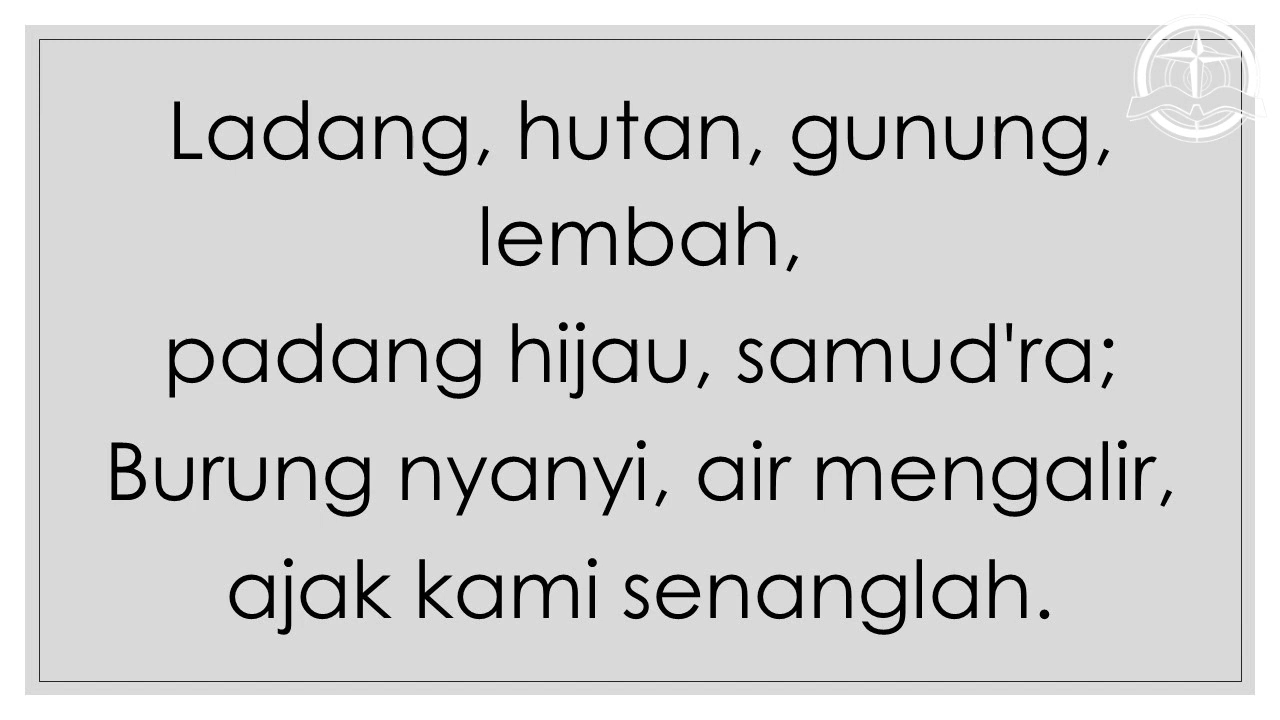 Ladang, hutan, gunung,
lembah,
padang hijau, samud'ra;
Burung nyanyi, air mengalir,
ajak kami senanglah.